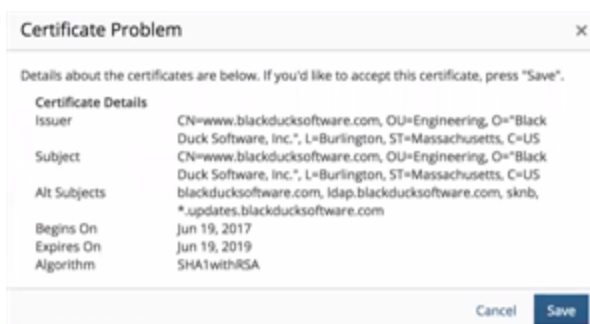 Certificate Problem ×
Details about the certificates are below. If you'd like to accept this certificate, press "Save".
Certificate Details
Issuer CN=www.blackducksoftware.com, OU=Engineering, O="Black
Duck Software, Inc.", L=Burlington, ST=Massachusetts, C=US
Subject CN=www.blackducksoftware.com, OU=Engineering, O="Black
Duck Software, Inc.", L=Burlington, ST=Massachusetts, C=US
Alt Subjects blackducksoftware.com, ldap.blackducksoftware.com, sknb,
*.updates.blackducksoftware.com
Begins On Jun 19, 2017
Expires On Jun 19, 2019
Algorithm SHA1withRSA
Cancel Save